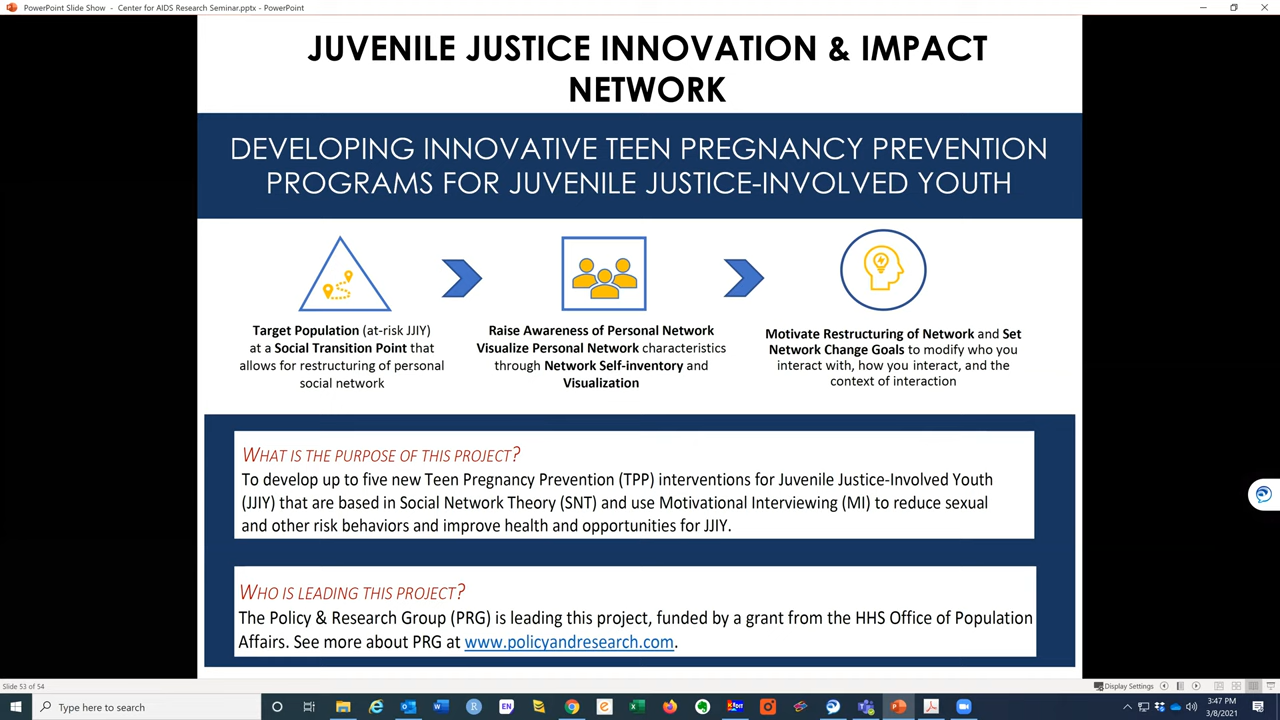 PowerPoint Slide Show - Center for AIDS Research Seminar.pptx - PowerPoint
JUVENILE JUSTICE INNOVATION & IMPACT
NETWORK
DEVELOPING INNOVATIVE TEEN PREGNANCY PREVENTION
PROGRAMS FOR JUVENILE JUSTICE-INVOLVED YOUTH
Target Population (at-risk JJIY)
at a Social Transition Point that
allows for restructuring of personal
social network
Raise Awareness of Personal Network
Visualize Personal Network characteristics
through Network Self-inventory and
Visualization
Motivate Restructuring of Network and Set
Network Change Goals to modify who you
interact with, how you interact, and the
context of interaction
WHAT IS THE PURPOSE OF THIS PROJECT?
To develop up to five new Teen Pregnancy Prevention (TPP) interventions for Juvenile Justice-Involved Youth
(JJIY) that are based in Social Network Theory (SNT) and use Motivational Interviewing (MI) to reduce sexual
and other risk behaviors and improve health and opportunities for JJIY.
WHO IS LEADING THIS PROJECT?
The Policy & Research Group (PRG) is leading this project, funded by a grant from the HHS Office of Population
Affairs. See more about PRG at www.policyandresearch.com.
Slide 53 of 54
Display Settings
Type here to search
EN
3:47 PM
3/8/2021